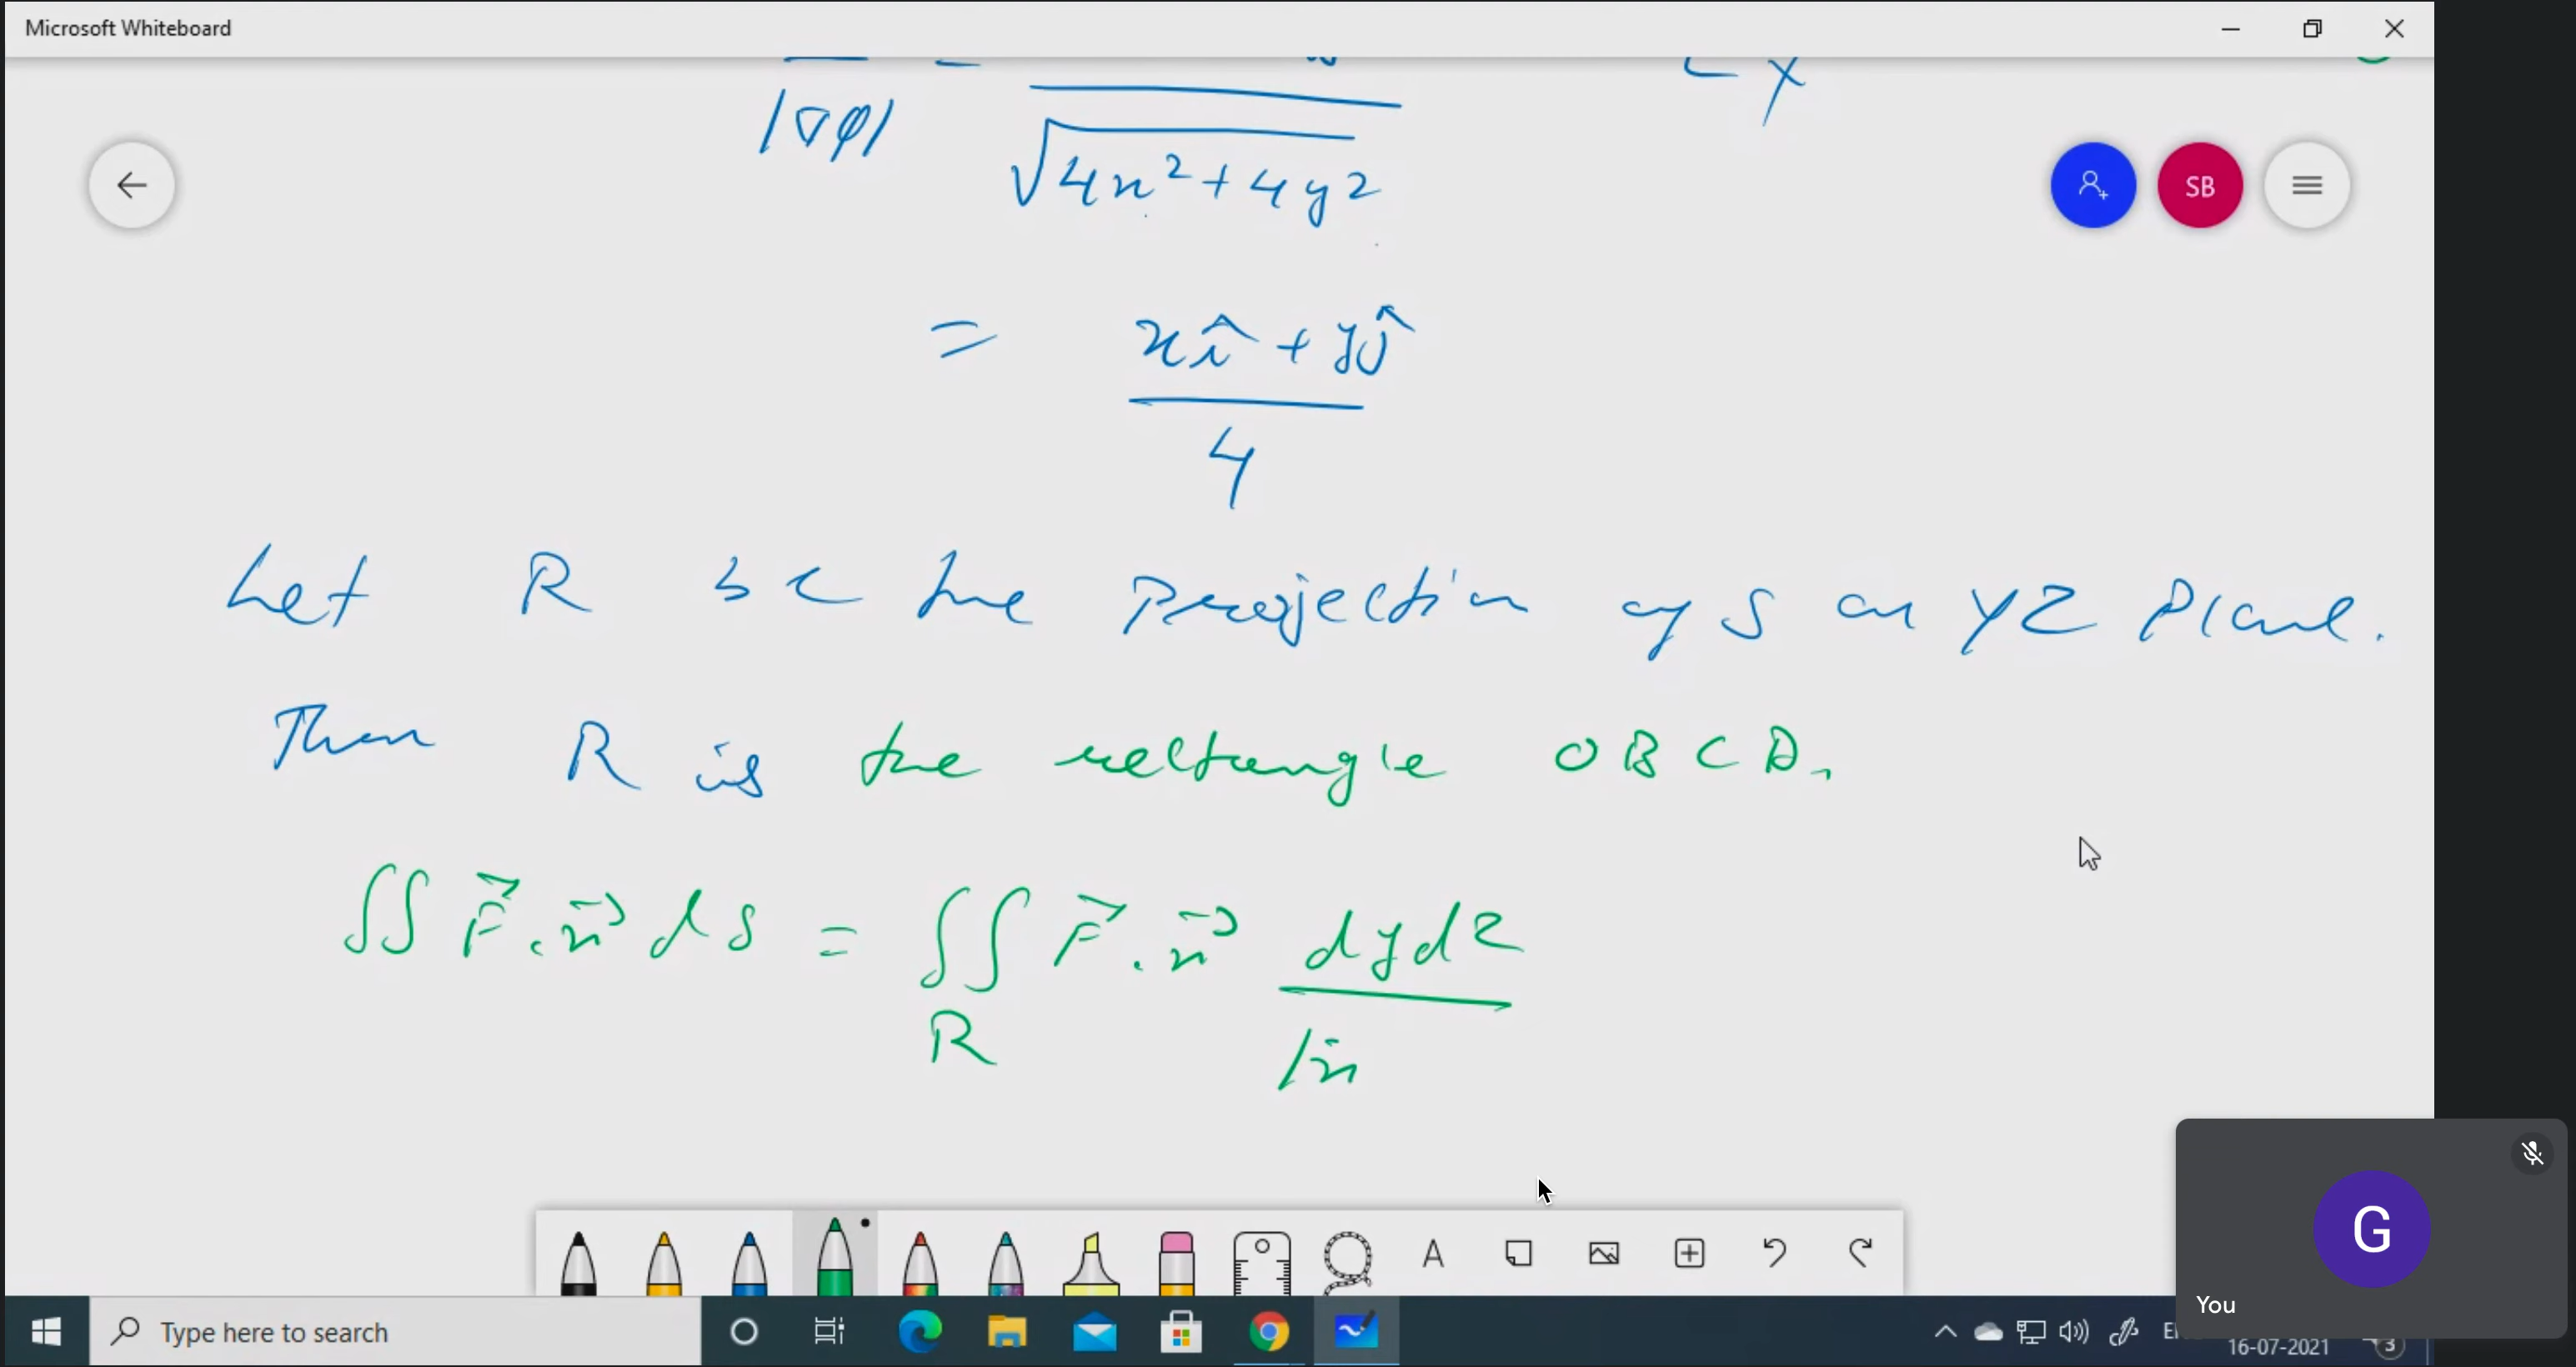 Microsoft Whiteboard
|∇φ| = √4x²+4y²
SB
= xî + yĵ
4
Let R be the Projection of S on YZ Plane.
Then R is the rectangle OBCD.
∬ F⃗.n⃗ ds = ∬ F⃗.n⃗ dydz
R |n
A
G
You
Type here to search
16-07-2021
3